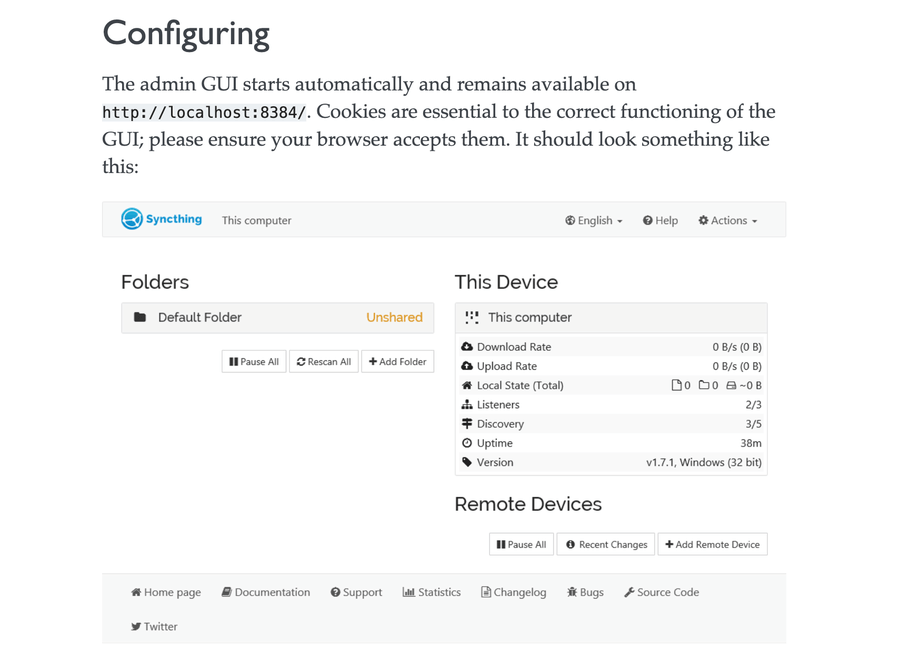 Configuring
The admin GUI starts automatically and remains available on
http://localhost:8384/. Cookies are essential to the correct functioning of the
GUI; please ensure your browser accepts them. It should look something like
this:
Syncthing This computer English Help Actions
Folders
Default Folder Unshared
Pause All Rescan All Add Folder
This Device
This computer
Download Rate 0 B/s (0 B)
Upload Rate 0 B/s (0 B)
Local State (Total) 0 0 ~0 B
Listeners 2/3
Discovery 3/5
Uptime 38m
Version v1.7.1, Windows (32 bit)
Remote Devices
Pause All Recent Changes Add Remote Device
Home page Documentation Support Statistics Changelog Bugs Source Code
Twitter